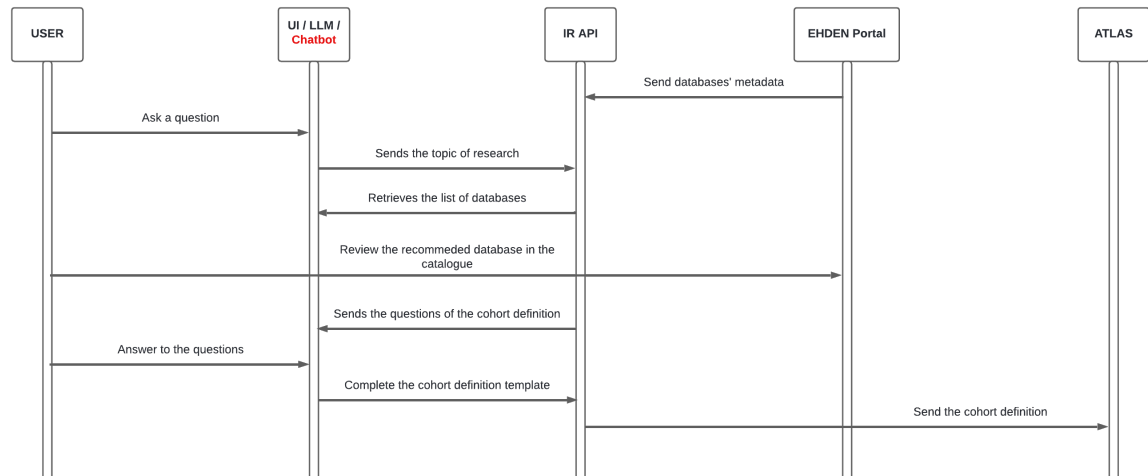 USER
UI / LLM /
Chatbot
IR API
EHDEN Portal
ATLAS
Send databases' metadata
Ask a question
Sends the topic of research
Retrieves the list of databases
Review the recommeded database in the
catalogue
Sends the questions of the cohort definition
Answer to the questions
Complete the cohort definition template
Send the cohort definition